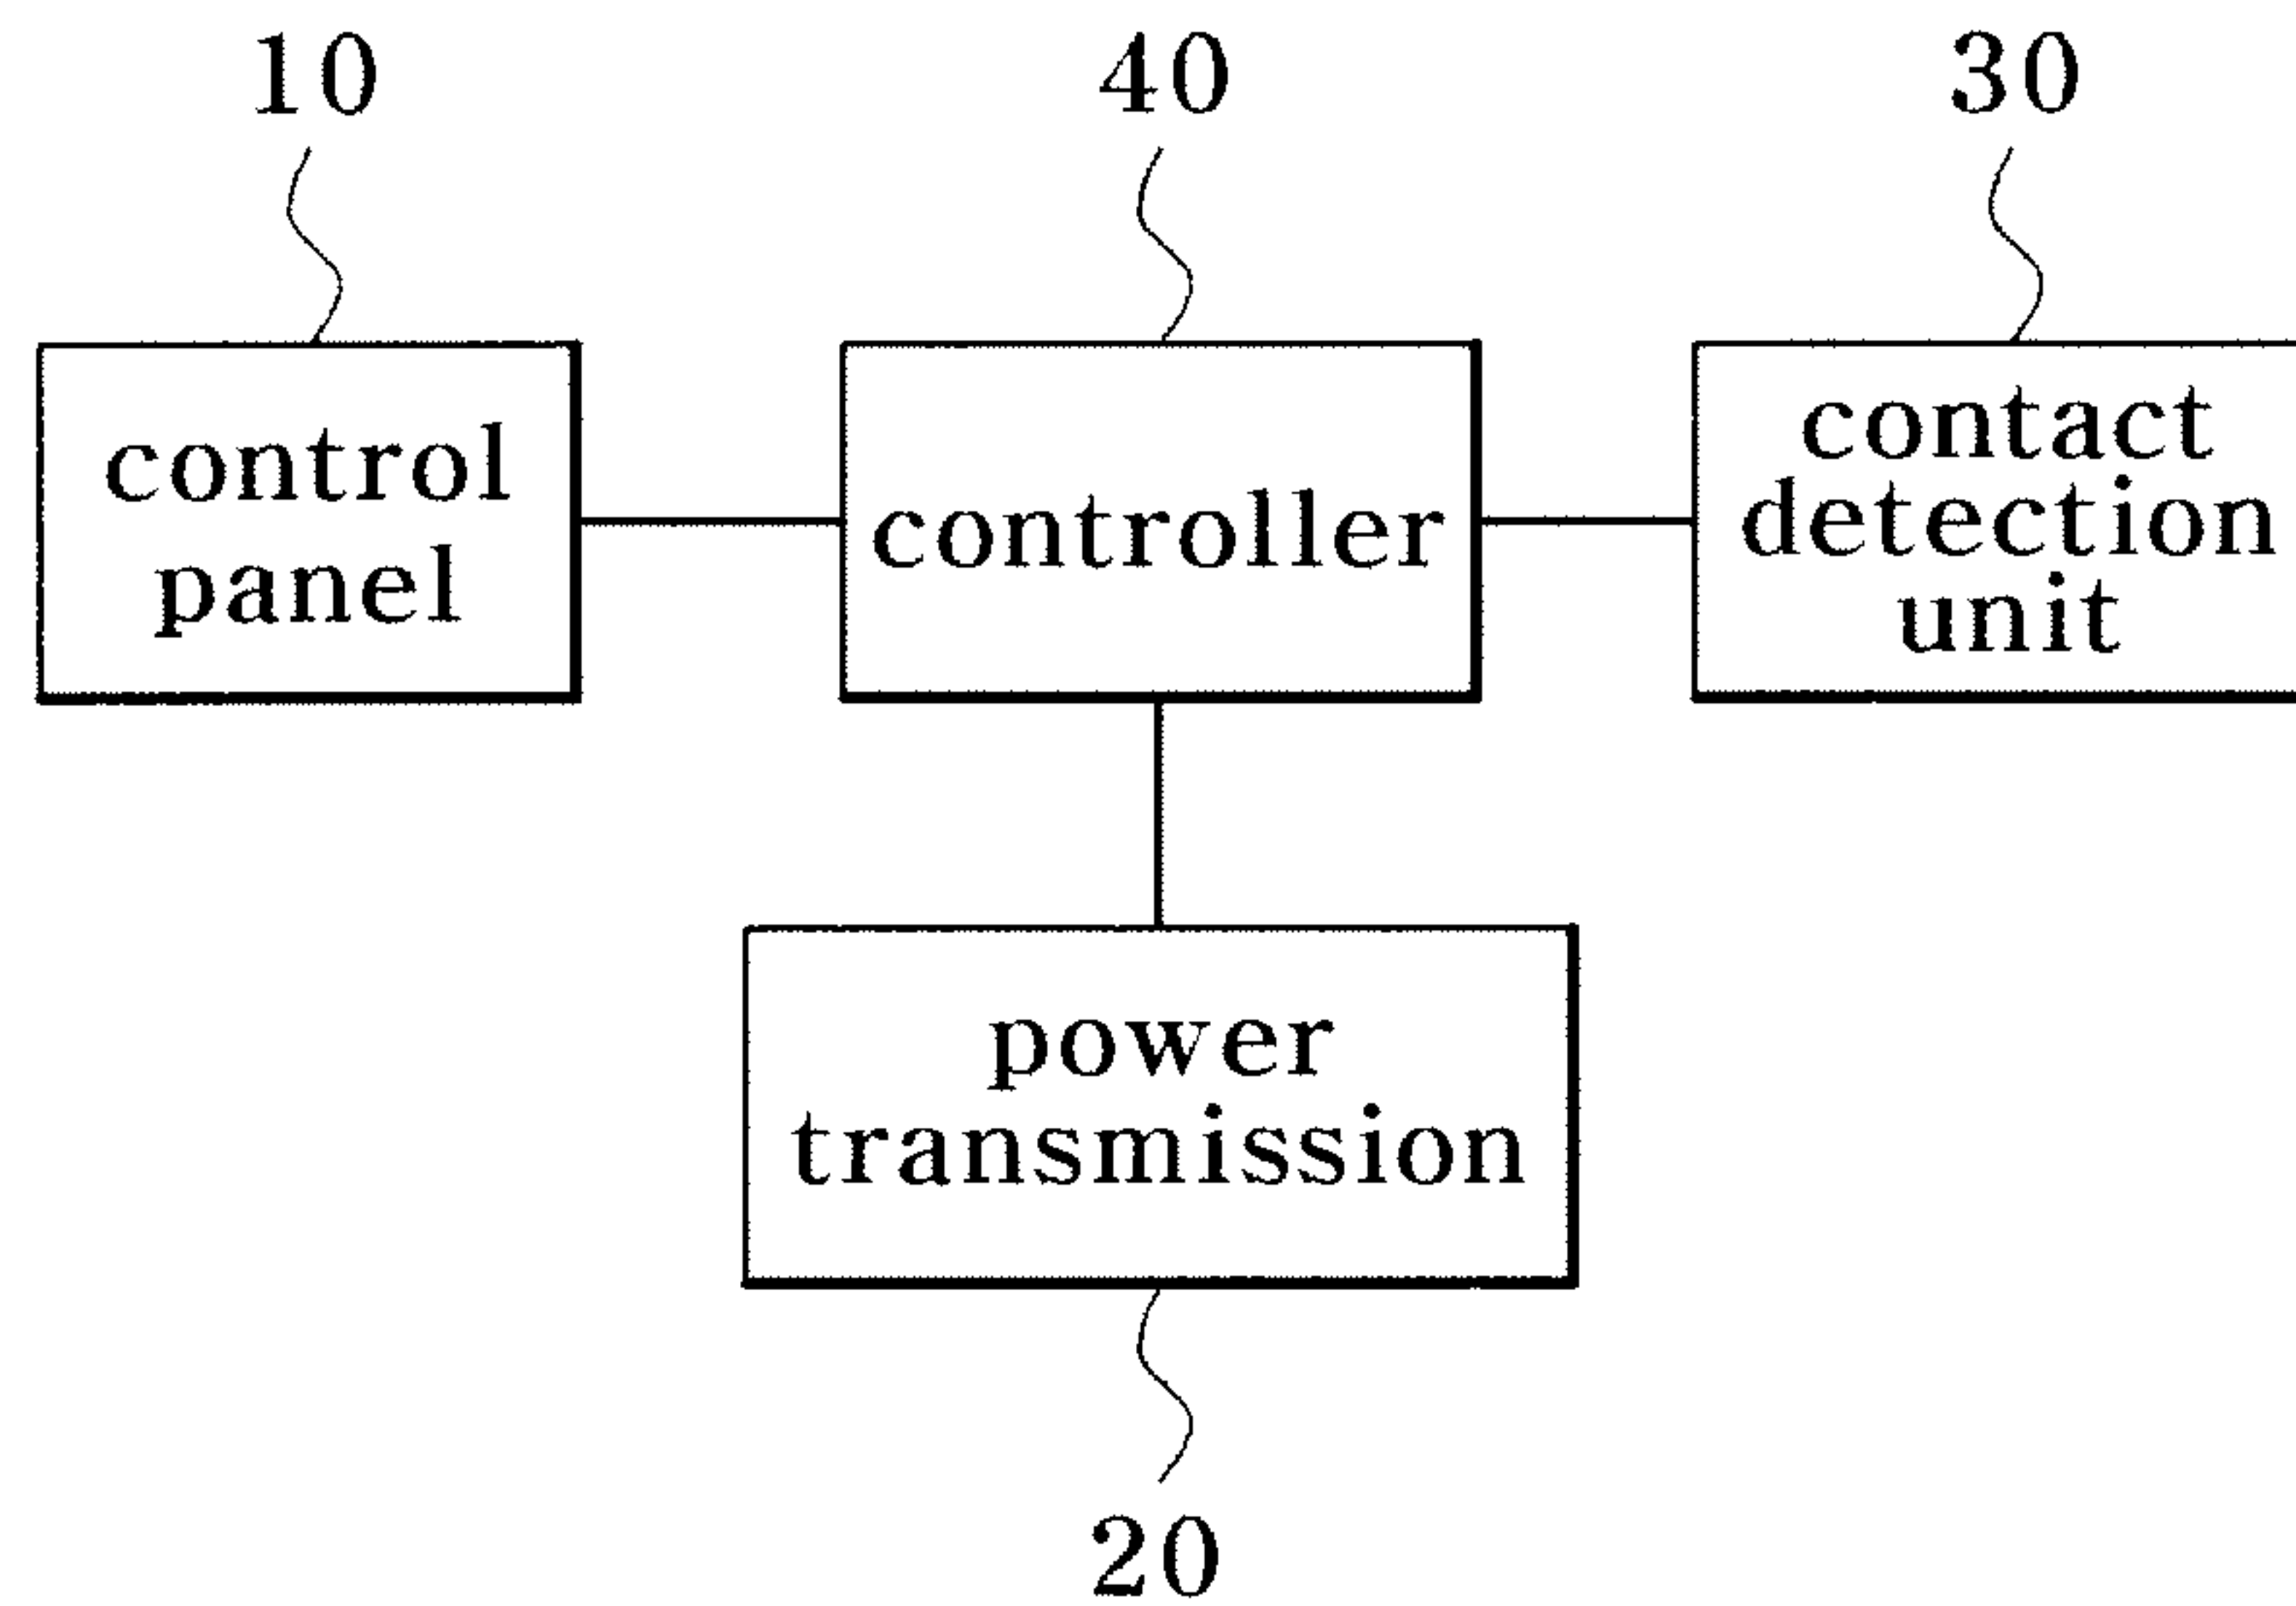 10
40
30
control
panel
controller
contact
detection
unit
power
transmission
20